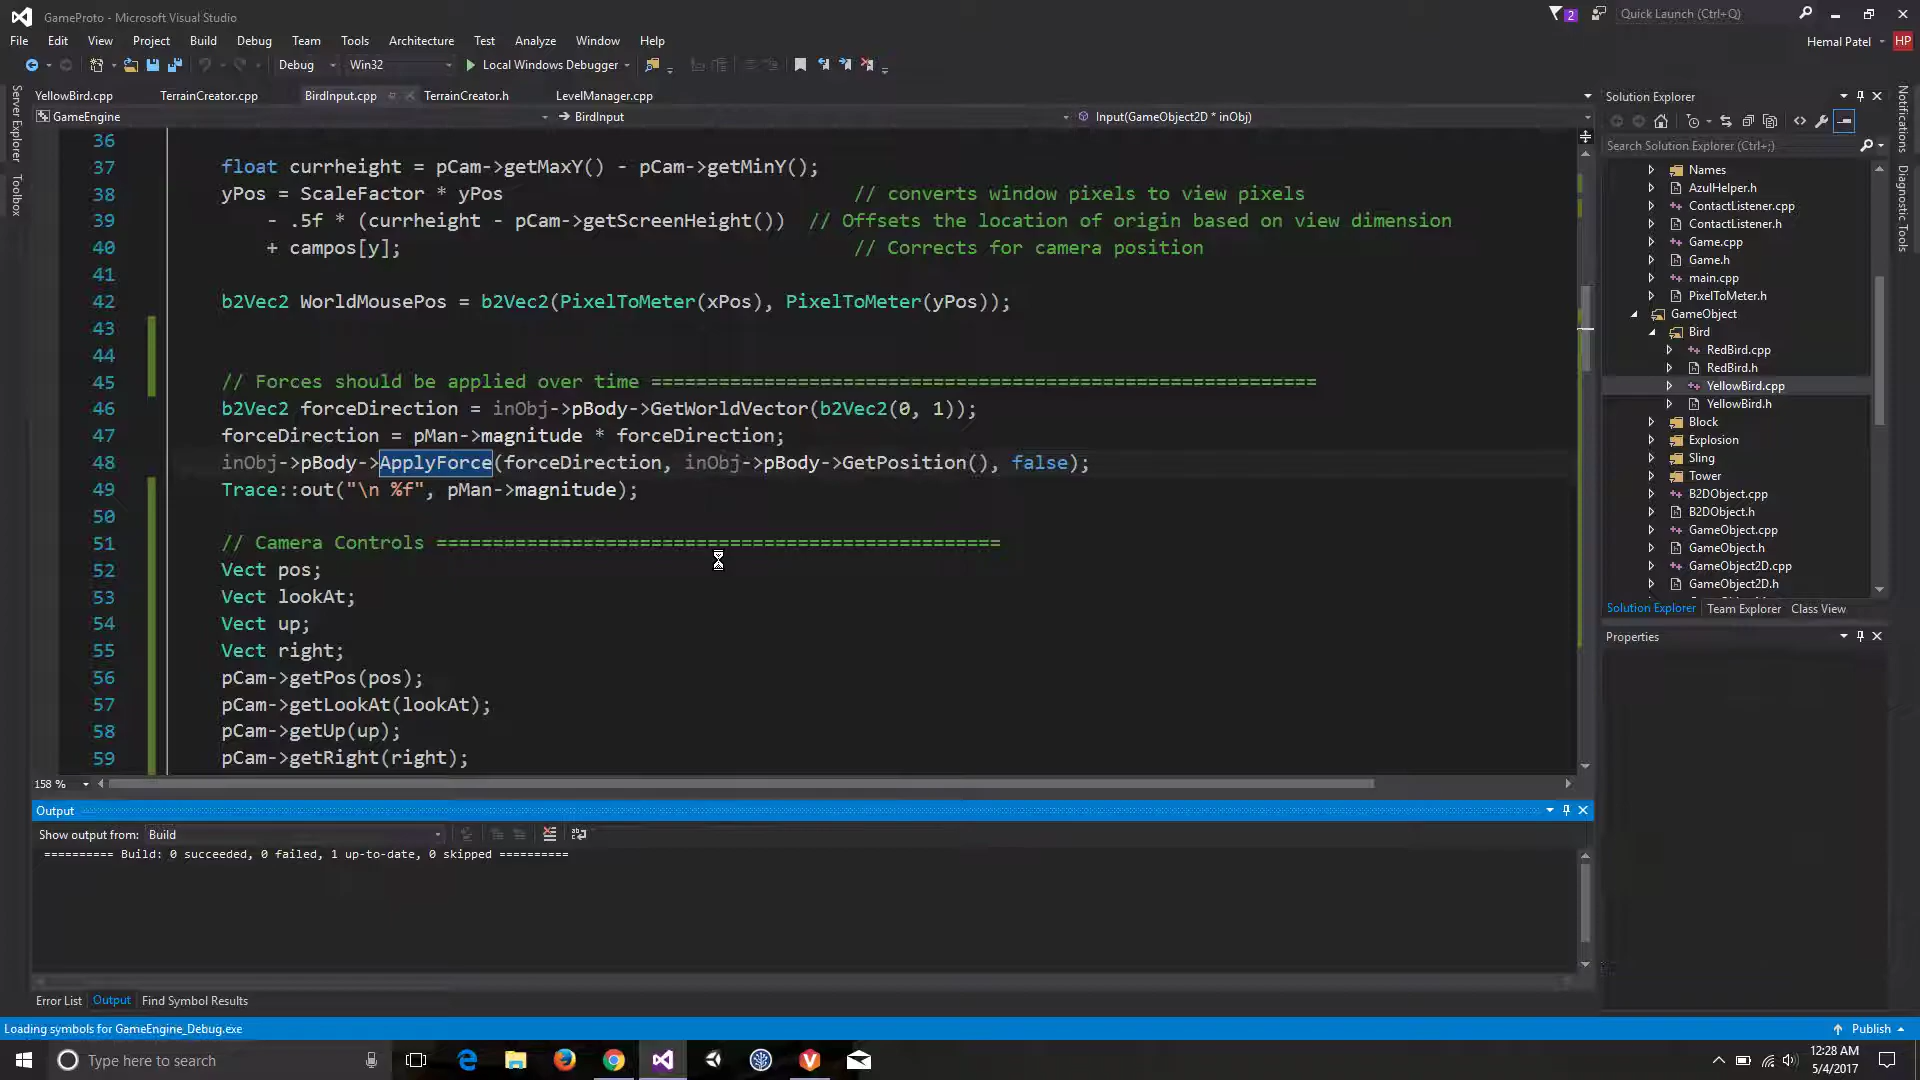 GameProto - Microsoft Visual Studio
2
Quick Launch (Ctrl+Q)
File Edit View Project Build Debug Team Tools Architecture Test Analyze Window Help
Hemal Patel HP
Debug Win32 Local Windows Debugger
Server Explorer
Toolbox
YellowBird.cpp TerrainCreator.cpp BirdInput.cpp TerrainCreator.h LevelManager.cpp
GameEngine BirdInput Input(GameObject2D * inObj)
36
37 float currheight = pCam->getMaxY() - pCam->getMinY();
38 yPos = ScaleFactor * yPos // converts window pixels to view pixels
39 - .5f * (currheight - pCam->getScreenHeight()) // Offsets the location of origin based on view dimension
40 + campos[y]; // Corrects for camera position
41
42 b2Vec2 WorldMousePos = b2Vec2(PixelToMeter(xPos), PixelToMeter(yPos));
43
44
45 // Forces should be applied over time ===========================================================
46 b2Vec2 forceDirection = inObj->pBody->GetWorldVector(b2Vec2(0, 1));
47 forceDirection = pMan->magnitude * forceDirection;
48 inObj->pBody->ApplyForce(forceDirection, inObj->pBody->GetPosition(), false);
49 Trace::out("\n %f", pMan->magnitude);
50
51 // Camera Controls ==================================================
52 Vect pos;
53 Vect lookAt;
54 Vect up;
55 Vect right;
56 pCam->getPos(pos);
57 pCam->getLookAt(lookAt);
58 pCam->getUp(up);
59 pCam->getRight(right);
158 %
Output
Show output from: Build
========== Build: 0 succeeded, 0 failed, 1 up-to-date, 0 skipped ==========
Error List Output Find Symbol Results
Solution Explorer
Search Solution Explorer (Ctrl+;)
Names
AzulHelper.h
ContactListener.cpp
ContactListener.h
Game.cpp
Game.h
main.cpp
PixelToMeter.h
GameObject
Bird
RedBird.cpp
RedBird.h
YellowBird.cpp
YellowBird.h
Block
Explosion
Sling
Tower
B2DObject.cpp
B2DObject.h
GameObject.cpp
GameObject.h
GameObject2D.cpp
GameObject2D.h
Solution Explorer Team Explorer Class View
Properties
Notifications
Diagnostic Tools
Loading symbols for GameEngine_Debug.exe
Publish
Type here to search
12:28 AM
5/4/2017